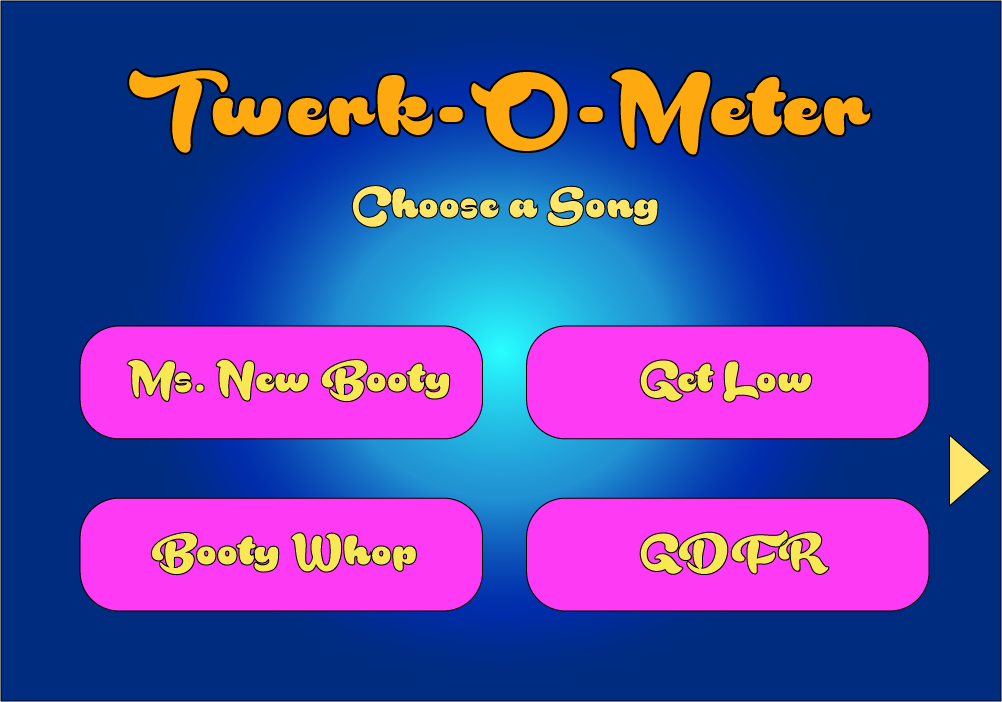 Twerk-O-Meter
Choose a Song
Ms. New Booty
Get Low
Booty Whop
GDFR